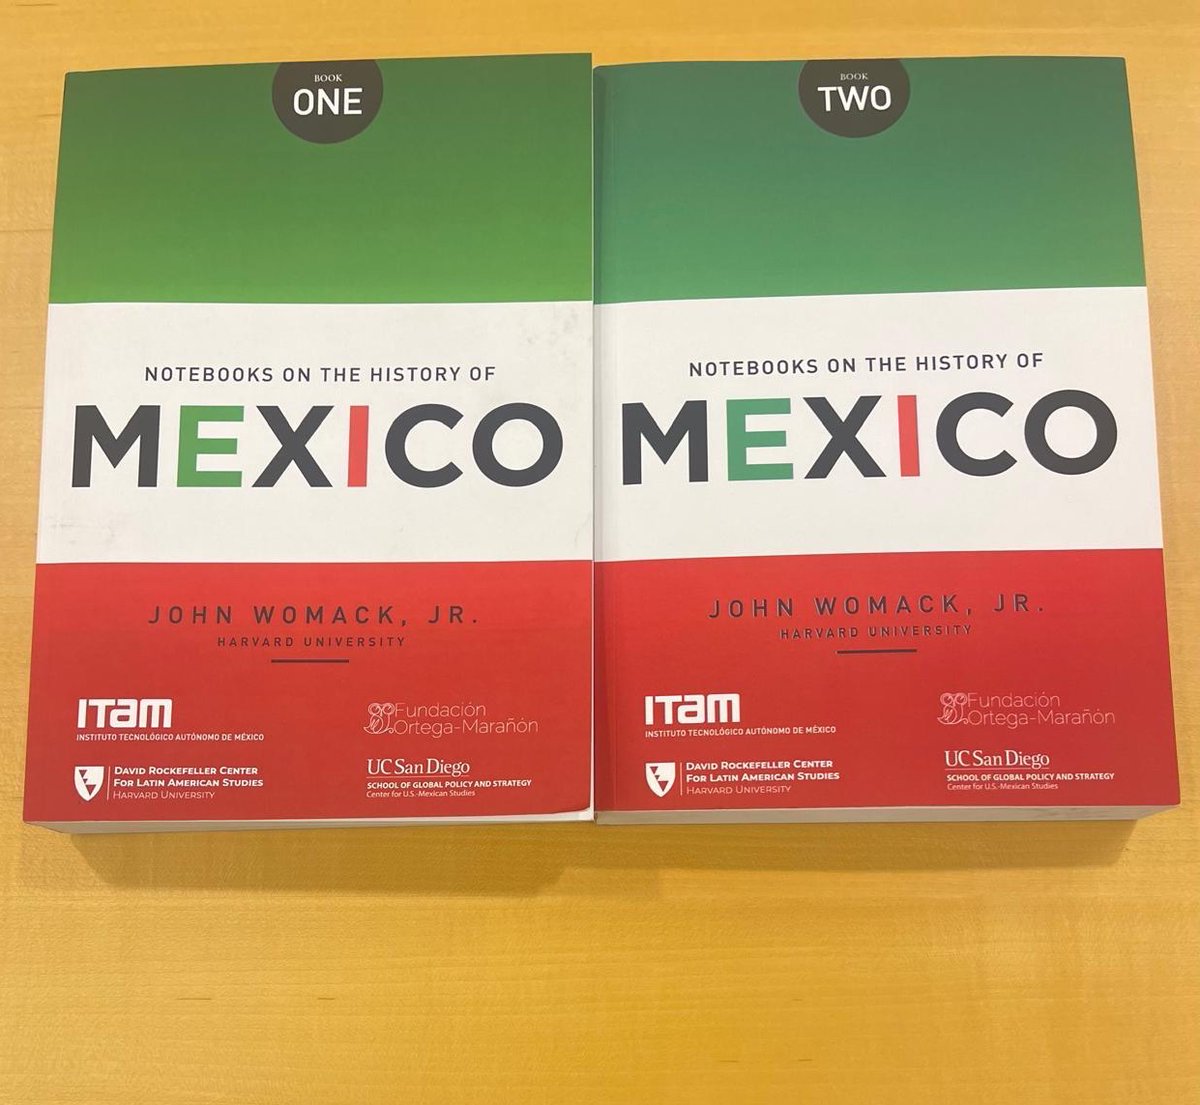 BOOK
ONE
NOTEBOOKS ON THE HISTORY OF
MEXICO
JOHN WOMACK, JR.
HARVARD UNIVERSITY
ITAM
INSTITUTO TECNOLÓGICO AUTÓNOMO DE MÉXICO
Fundación
Ortega-Marañón
DAVID ROCKEFELLER CENTER
FOR LATIN AMERICAN STUDIES
HARVARD UNIVERSITY
UC San Diego
SCHOOL OF GLOBAL POLICY AND STRATEGY
Center for U.S.-Mexican Studies
BOOK
TWO
NOTEBOOKS ON THE HISTORY OF
MEXICO
JOHN WOMACK, JR.
HARVARD UNIVERSITY
ITAM
INSTITUTO TECNOLÓGICO AUTÓNOMO DE MÉXICO
Fundación
Ortega-Marañón
DAVID ROCKEFELLER CENTER
FOR LATIN AMERICAN STUDIES
HARVARD UNIVERSITY
UC San Diego
SCHOOL OF GLOBAL POLICY AND STRATEGY
Center for U.S.-Mexican Studies